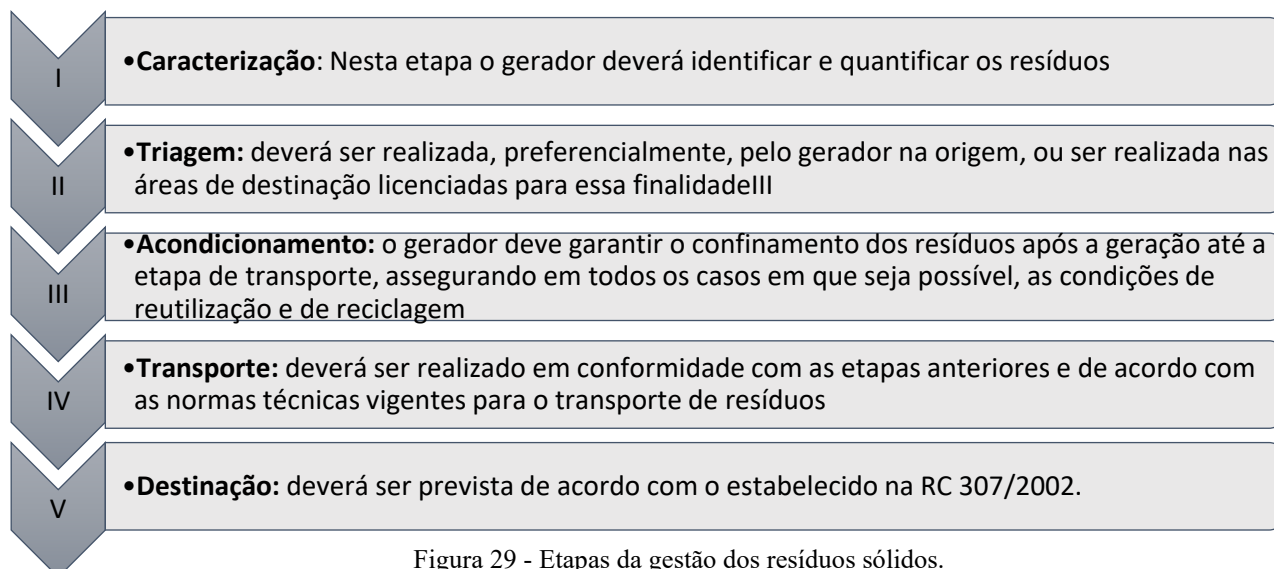 I
•Caracterização: Nesta etapa o gerador deverá identificar e quantificar os resíduos
II
•Triagem: deverá ser realizada, preferencialmente, pelo gerador na origem, ou ser realizada nas
áreas de destinação licenciadas para essa finalidadeIII
III
•Acondicionamento: o gerador deve garantir o confinamento dos resíduos após a geração até a
etapa de transporte, assegurando em todos os casos em que seja possível, as condições de
reutilização e de reciclagem
IV
•Transporte: deverá ser realizado em conformidade com as etapas anteriores e de acordo com
as normas técnicas vigentes para o transporte de resíduos
V
•Destinação: deverá ser prevista de acordo com o estabelecido na RC 307/2002.
Figura 29 - Etapas da gestão dos resíduos sólidos.